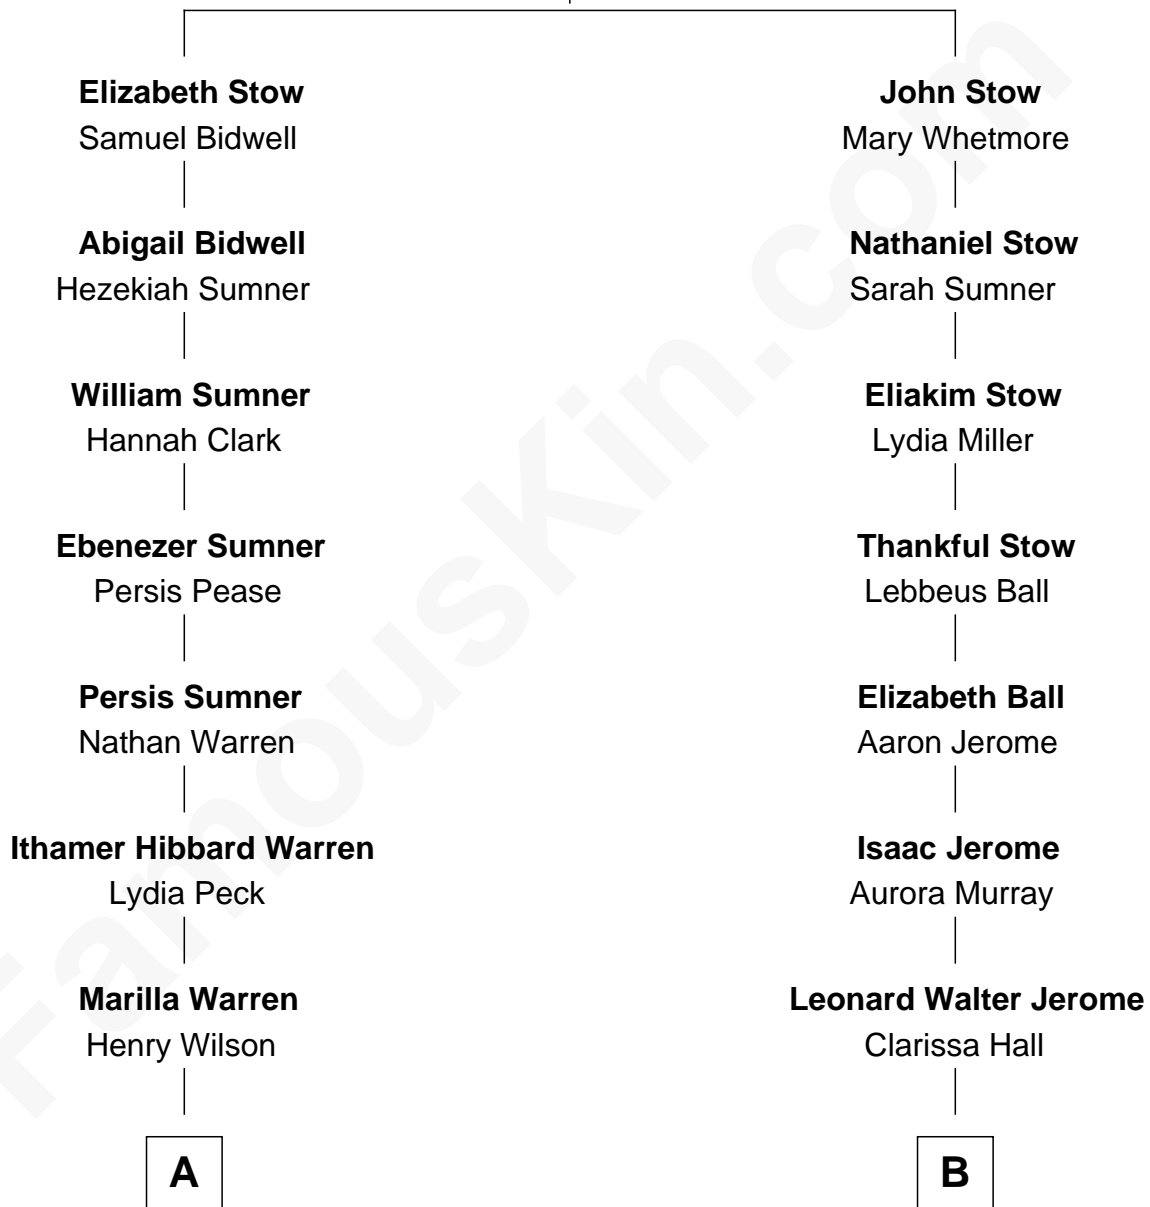 Elizabeth Stow
Samuel Bidwell
Abigail Bidwell
Hezekiah Sumner
William Sumner
Hannah Clark
Ebenezer Sumner
Persis Pease
Persis Sumner
Nathan Warren
Ithamer Hibbard Warren
Lydia Peck
Marilla Warren
Henry Wilson
A
John Stow
Mary Whetmore
Nathaniel Stow
Sarah Sumner
Eliakim Stow
Lydia Miller
Thankful Stow
Lebbeus Ball
Elizabeth Ball
Aaron Jerome
Isaac Jerome
Aurora Murray
Leonard Walter Jerome
Clarissa Hall
B
FamousKin.com